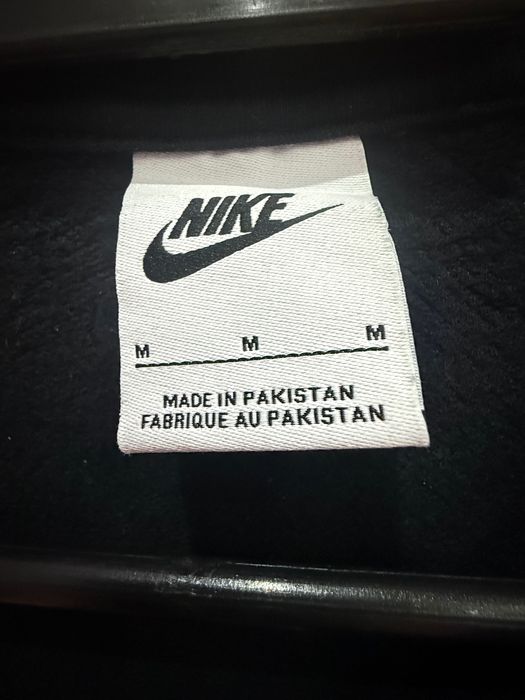 NIKE
M M M
MADE IN PAKISTAN
FABRIQUE AU PAKISTAN